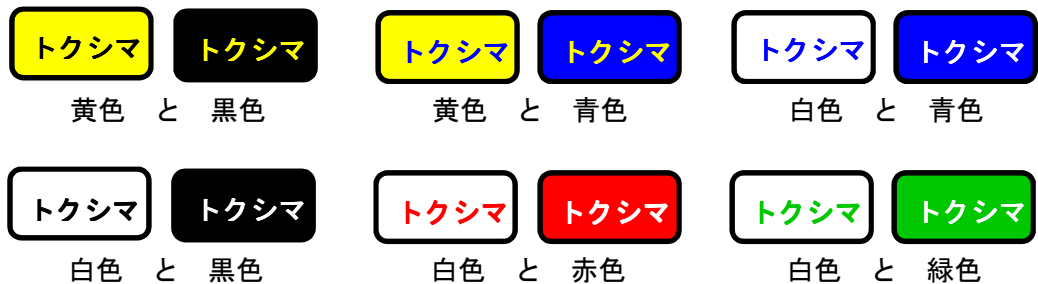 トクシマ トクシマ トクシマ トクシマ トクシマ トクシマ
黄色 と 黒色 黄色 と 青色 白色 と 青色
トクシマ トクシマ トクシマ トクシマ トクシマ トクシマ
白色 と 黒色 白色 と 赤色 白色 と 緑色